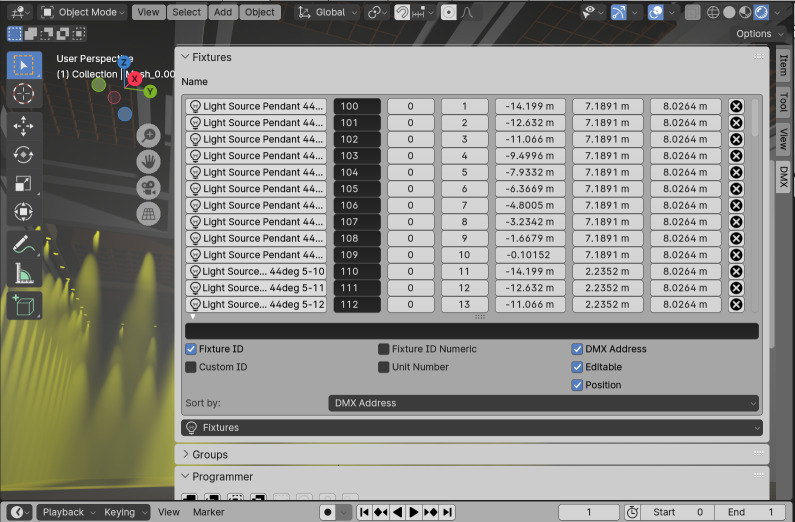 Object Mode View Select Add Object Global
Options
User Perspective
(1) Collection | Mesh_0.00
Z
X
Y
Item
Tool
View
DMX
Fixtures
Name
Light Source Pendant 44... 100 0 1 -14.199 m 7.1891 m 8.0264 m
Light Source Pendant 44... 101 0 2 -12.632 m 7.1891 m 8.0264 m
Light Source Pendant 44... 102 0 3 -11.066 m 7.1891 m 8.0264 m
Light Source Pendant 44... 103 0 4 -9.4996 m 7.1891 m 8.0264 m
Light Source Pendant 44... 104 0 5 -7.9332 m 7.1891 m 8.0264 m
Light Source Pendant 44... 105 0 6 -6.3669 m 7.1891 m 8.0264 m
Light Source Pendant 44... 106 0 7 -4.8005 m 7.1891 m 8.0264 m
Light Source Pendant 44... 107 0 8 -3.2342 m 7.1891 m 8.0264 m
Light Source Pendant 44... 108 0 9 -1.6679 m 7.1891 m 8.0264 m
Light Source Pendant 44... 109 0 10 -0.10152 m 7.1891 m 8.0264 m
Light Source... 44deg 5-10 110 0 11 -14.199 m 2.2352 m 8.0264 m
Light Source... 44deg 5-11 111 0 12 -12.632 m 2.2352 m 8.0264 m
Light Source... 44deg 5-12 112 0 13 -11.066 m 2.2352 m 8.0264 m
Fixture ID Fixture ID Numeric DMX Address
Custom ID Unit Number Editable
Position
Sort by: DMX Address
Fixtures
Groups
Programmer
Playback Keying View Marker 1 Start 0 End 1